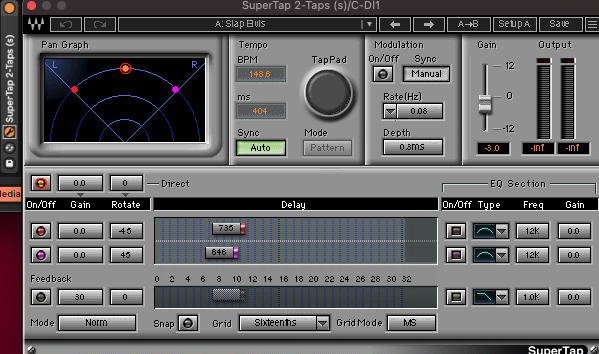 SuperTap 2-Taps (s)/C-DI1
A: Slap Elvis
A→B
Setup A
Save
SuperTap 2-Taps (s)
Media
Pan Graph
L
R
Tempo
BPM
148.6
ms
404
Sync
Auto
TapPad
Mode
Pattern
Modulation
On/Off
Sync
Manual
Rate(Hz)
0.08
Depth
0.3ms
Gain
12
0
-12
-3.0
Output
-Inf
-Inf
0.0
0
Direct
EQ Section
On/Off Gain Rotate
Delay
On/Off Type Freq Gain
0.0 -45
735
12K 0.0
0.0 45
646
12K 0.0
Feedback
0 2 4 6 8 10 12 14 16 18 20 22 24 26 28 30 32
30 0
1.0K 0.0
Mode Norm Snap Grid Sixteenths Grid Mode MS
SuperTap